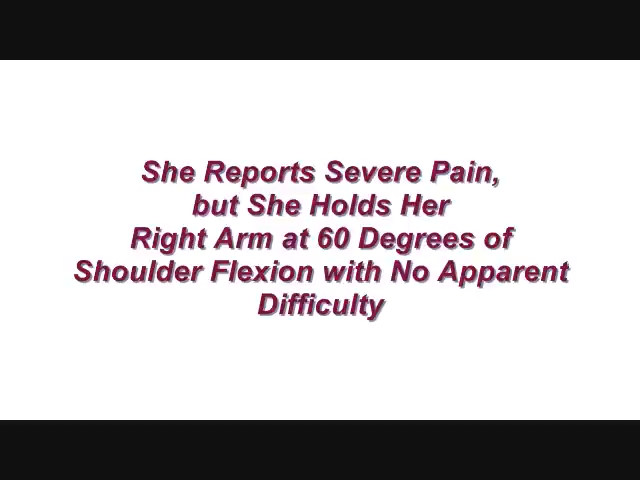 She Reports Severe Pain,
but She Holds Her
Right Arm at 60 Degrees of
Shoulder Flexion with No Apparent
Difficulty